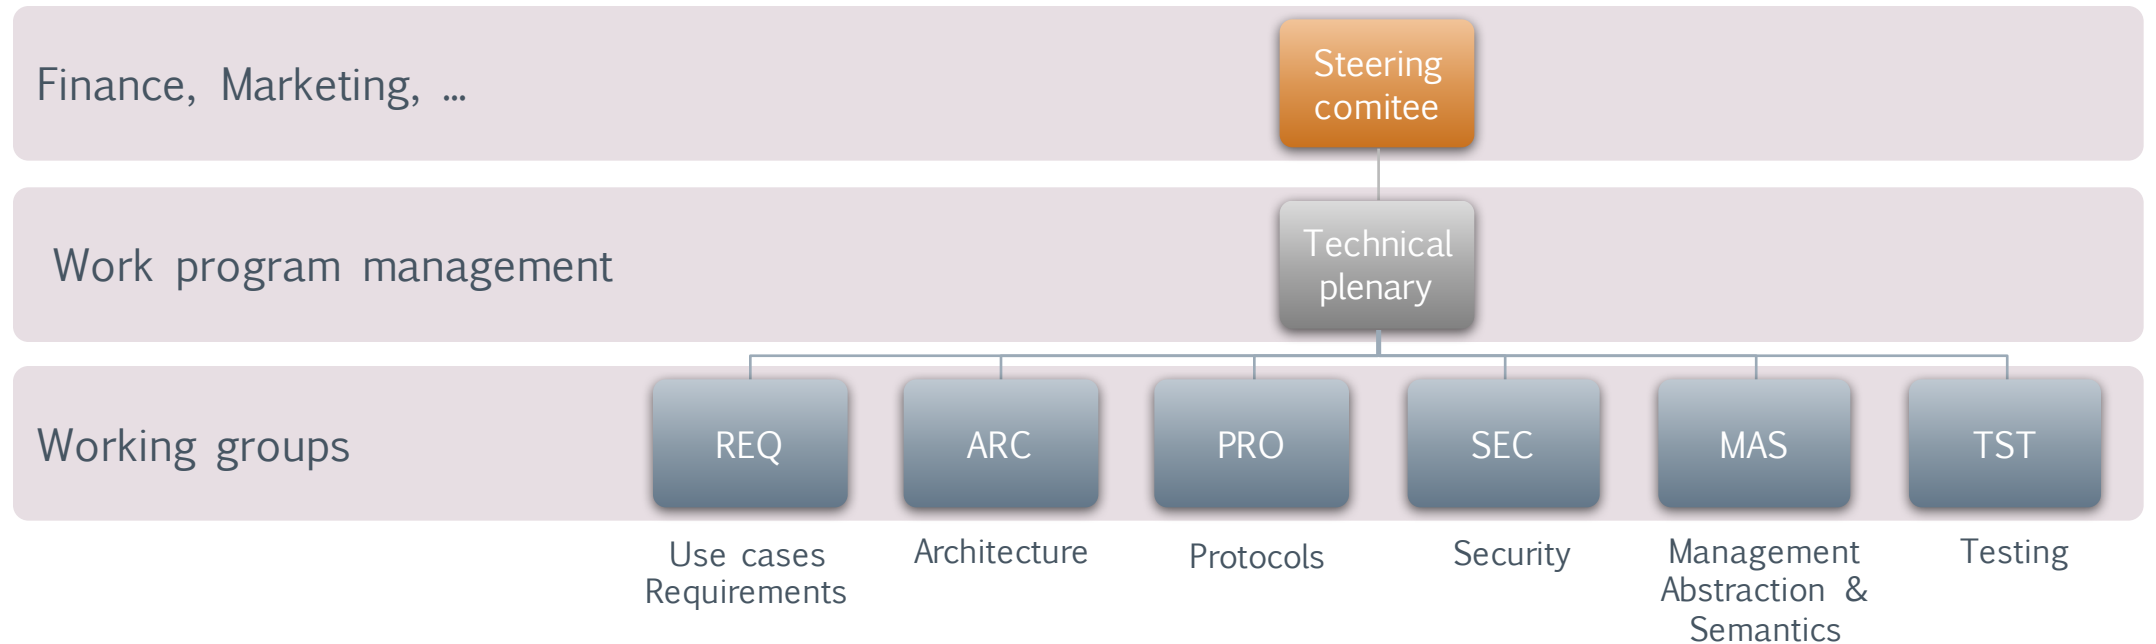 Finance, Marketing, ...
Steering
comitee
Work program management
Technical
plenary
Working groups
REQ
ARC
PRO
SEC
MAS
TST
Use cases
Requirements
Architecture
Protocols
Security
Management
Abstraction &
Semantics
Testing